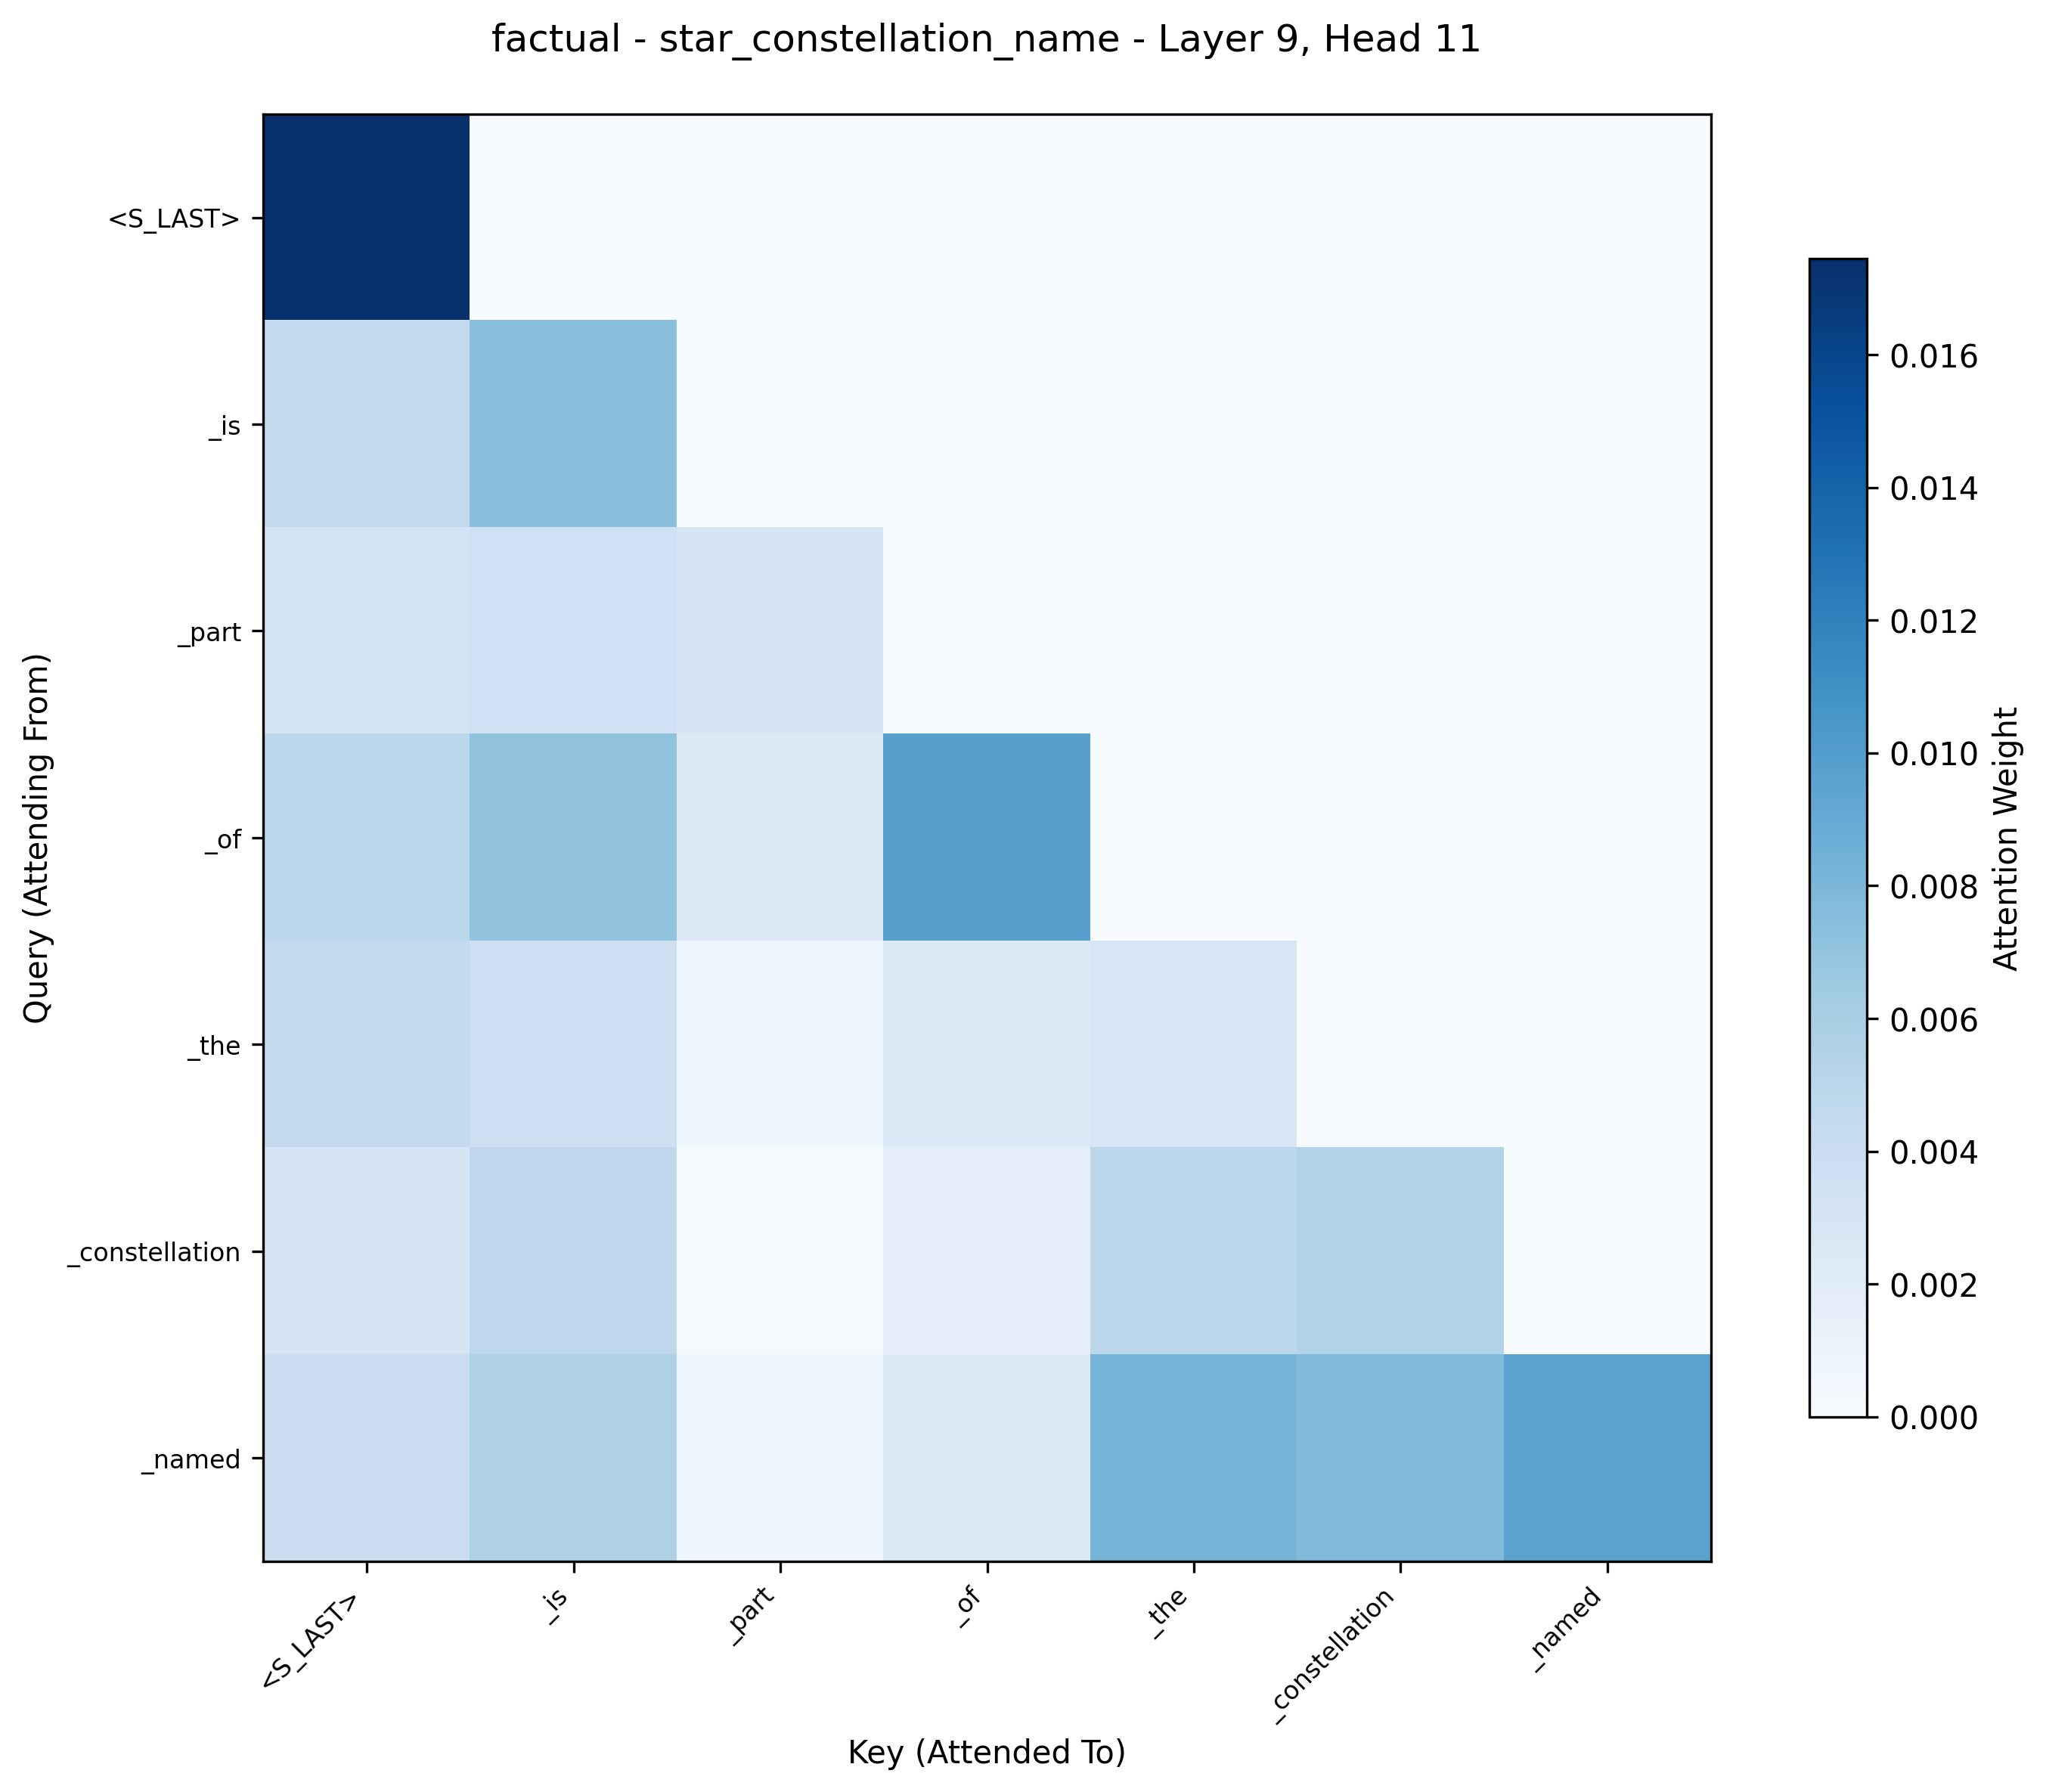 factual - star_constellation_name - Layer 9, Head 11
Query (Attending From)
<S_LAST>
_is
_part
_of
_the
_constellation
_named
<S_LAST>
_is
_part
_of
_the
_constellation
_named
Key (Attended To)
0.016
0.014
0.012
0.010
0.008
0.006
0.004
0.002
0.000
Attention Weight